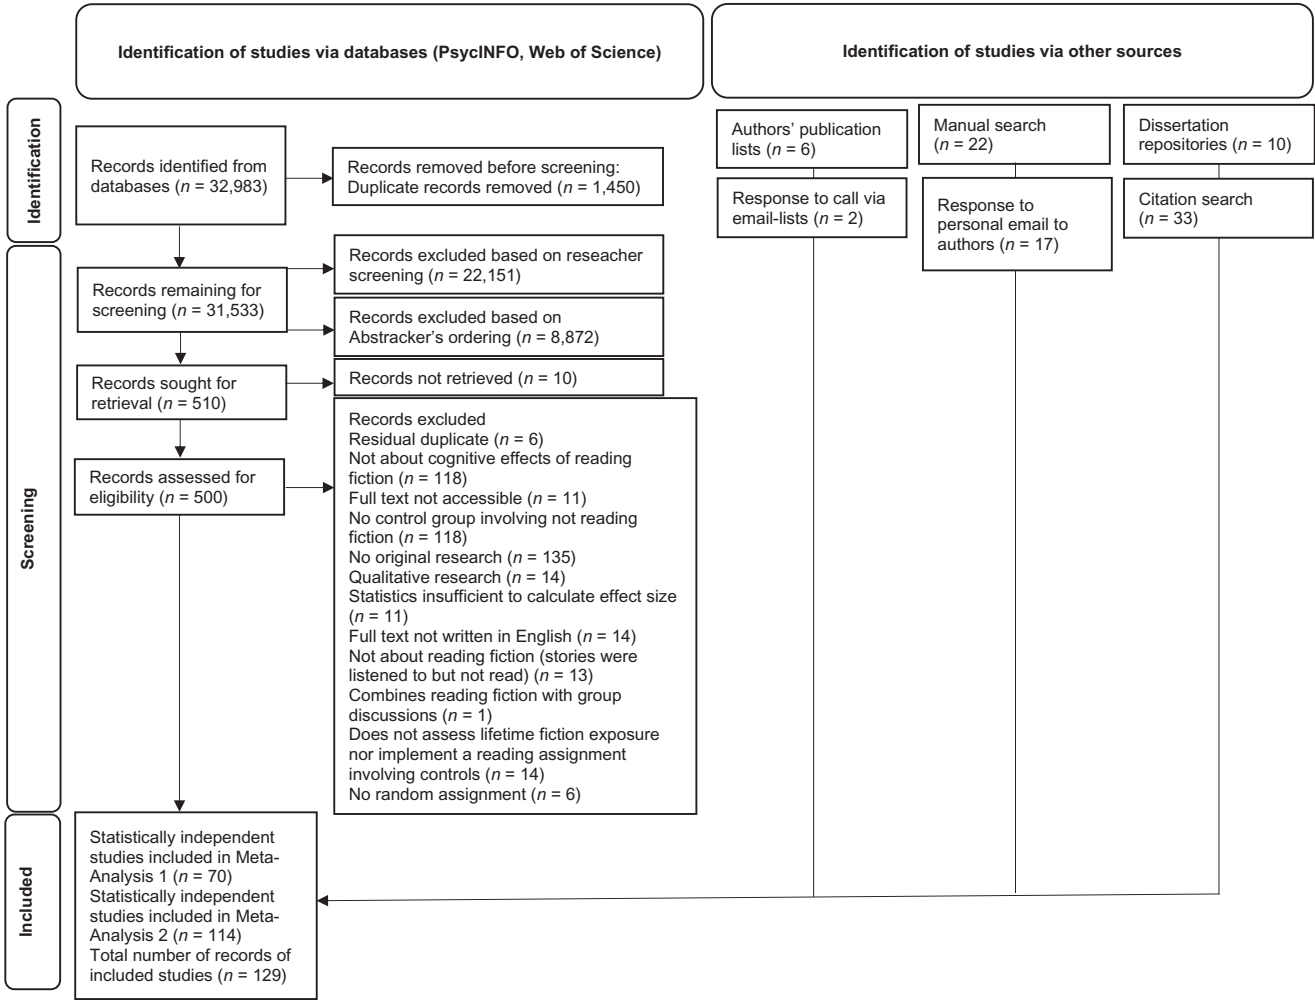 Identification of studies via databases (PsycINFO, Web of Science)
Identification of studies via other sources
Identification
Records identified from
databases (n = 32,983)
Records removed before screening:
Duplicate records removed (n = 1,450)
Authors' publication
lists (n = 6)
Manual search
(n = 22)
Dissertation
repositories (n = 10)
Response to call via
email-lists (n = 2)
Response to
personal email to
authors (n = 17)
Citation search
(n = 33)
Screening
Records remaining for
screening (n = 31,533)
Records excluded based on reseacher
screening (n = 22,151)
Records excluded based on
Abstracker's ordering (n = 8,872)
Records sought for
retrieval (n = 510)
Records not retrieved (n = 10)
Records assessed for
eligibility (n = 500)
Records excluded
Residual duplicate (n = 6)
Not about cognitive effects of reading
fiction (n = 118)
Full text not accessible (n = 11)
No control group involving not reading
fiction (n = 118)
No original research (n = 135)
Qualitative research (n = 14)
Statistics insufficient to calculate effect size
(n = 11)
Full text not written in English (n = 14)
Not about reading fiction (stories were
listened to but not read) (n = 13)
Combines reading fiction with group
discussions (n = 1)
Does not assess lifetime fiction exposure
nor implement a reading assignment
involving controls (n = 14)
No random assignment (n = 6)
Included
Statistically independent
studies included in Meta-
Analysis 1 (n = 70)
Statistically independent
studies included in Meta-
Analysis 2 (n = 114)
Total number of records of
included studies (n = 129)